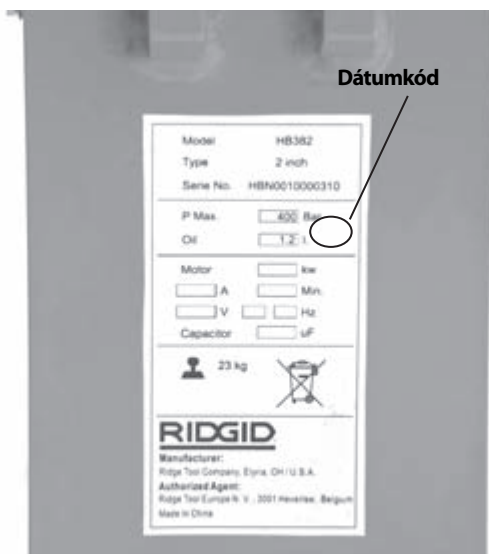 Dátumkód
Model HB382
Type 2 inch
Serie No. HBN0010000310
P Max. 400 Bar
Oil 1.2 l.
Motor kw
A Min.
V Hz
Capacitor uF
23 kg
RIDGID
Manufacturer:
Ridge Tool Company, Elyria, OH / U.S.A.
Authorized Agent:
Ridge Tool Europe N.V., 3001 Heverlee, Belgium
Made in China